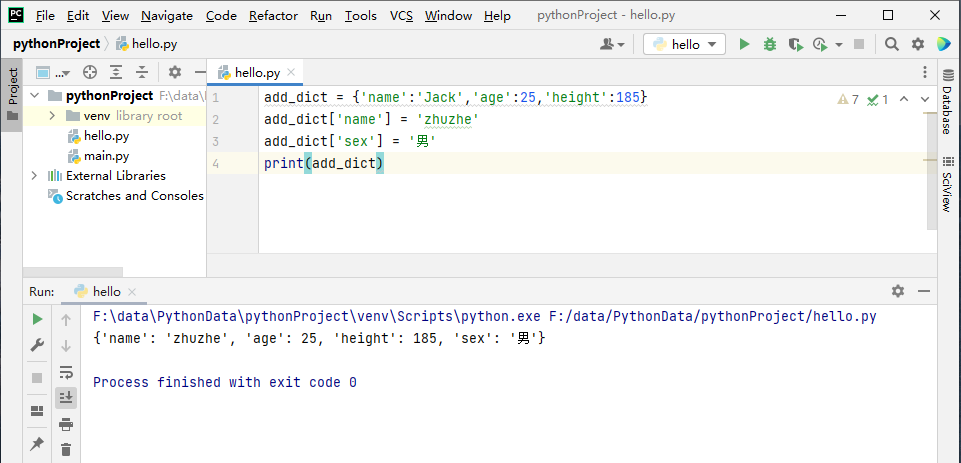 File Edit View Navigate Code Refactor Run Tools VCS Window Help pythonProject - hello.py
pythonProject hello.py hello
Project
... hello.py
pythonProject F:\data\
venv library root
hello.py
main.py
External Libraries
Scratches and Consoles
1 add_dict = {'name':'Jack','age':25,'height':185}
2 add_dict['name'] = 'zhuzhe'
3 add_dict['sex'] = '男'
4 print(add_dict)
7 1
Database
SciView
Run: hello
F:\data\PythonData\pythonProject\venv\Scripts\python.exe F:/data/PythonData/pythonProject/hello.py
{'name': 'zhuzhe', 'age': 25, 'height': 185, 'sex': '男'}
Process finished with exit code 0